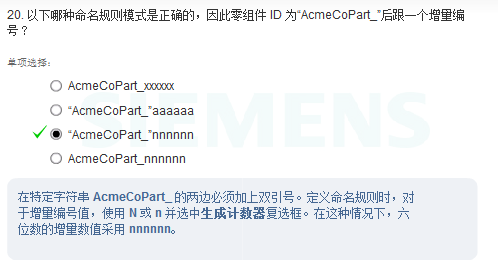 20. 以下哪种命名规则模式是正确的，因此零组件 ID 为“AcmeCoPart_”后跟一个增量编
号？
单项选择：
AcmeCoPart_xxxxxx
“AcmeCoPart_”aaaaaa
“AcmeCoPart_”nnnnnn
AcmeCoPart_nnnnnn
SIEMENS
在特定字符串 AcmeCoPart_ 的两边必须加上双引号。定义命名规则时，对
于增量编号值，使用 N 或 n 并选中生成计数器复选框。在这种情况下，六
位数的增量数值采用 nnnnnn。